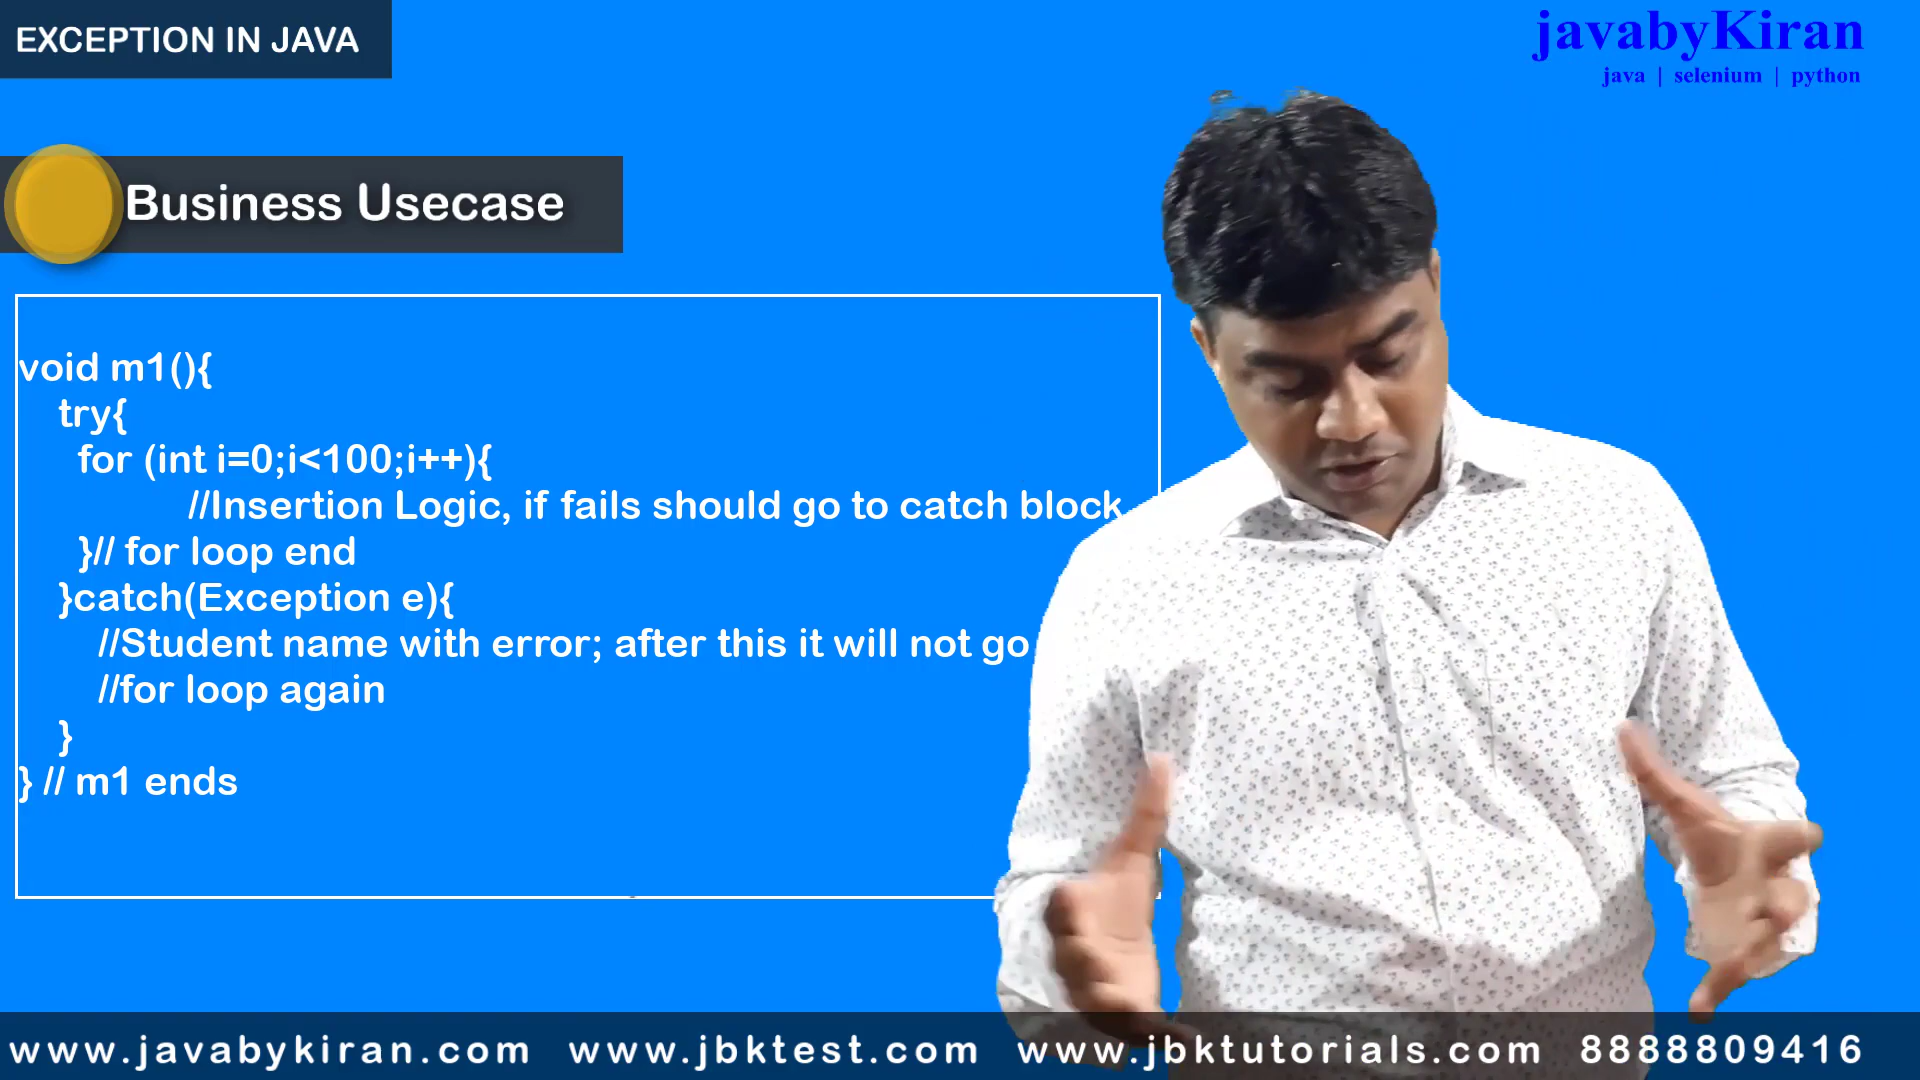 EXCEPTION IN JAVA
javabyKiran
java | selenium | python
Business Usecase
void m1(){
try{
for (int i=0;i<100;i++){
//Insertion Logic, if fails should go to catch block
}// for loop end
}catch(Exception e){
//Student name with error; after this it will not go
//for loop again
}
} // m1 ends
www.javabykiran.com www.jbktest.com www.jbktutorials.com 8888809416